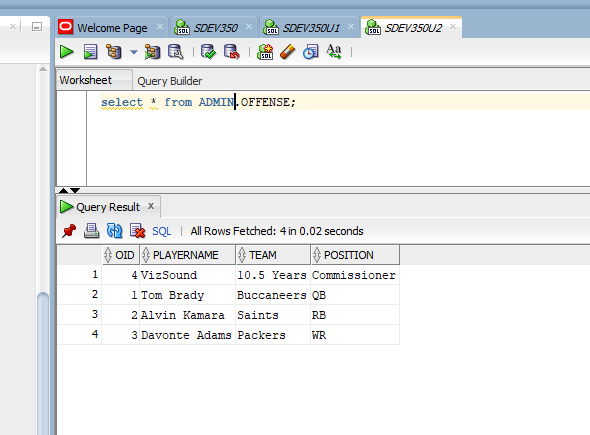 Welcome Page SDEV350 SDEV350U1 SDEV350U2
Worksheet Query Builder
select * from ADMIN.OFFENSE;
Query Result x
SQL | All Rows Fetched: 4 in 0.02 seconds
OID PLAYERNAME TEAM POSITION
1 4 VizSound 10.5 Years Commissioner
2 1 Tom Brady Buccaneers QB
3 2 Alvin Kamara Saints RB
4 3 Davonte Adams Packers WR